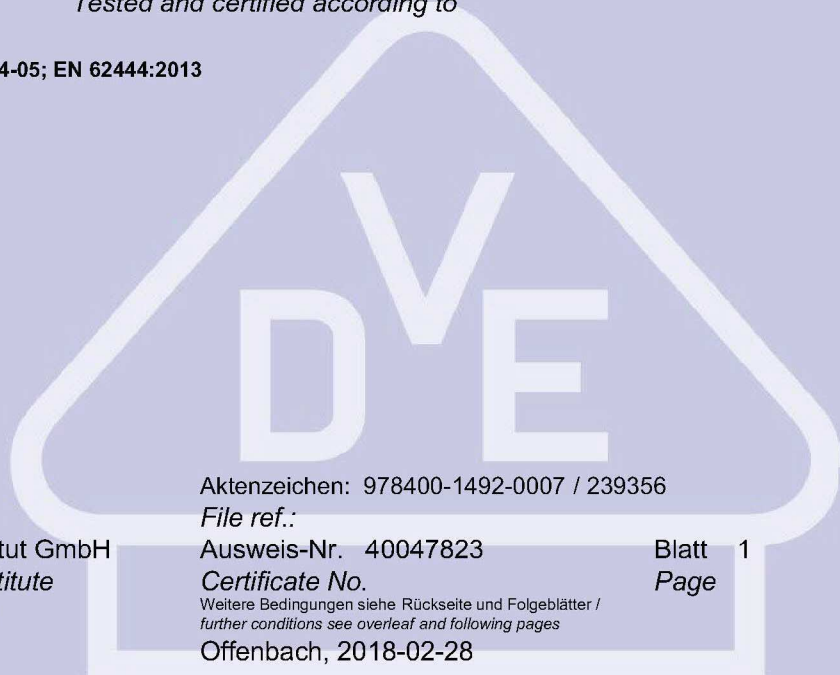 Tested and certified according to
4-05; EN 62444:2013
VDE
Aktenzeichen: 978400-1492-0007 / 239356
File ref.:
tut GmbH Ausweis-Nr. 40047823 Blatt 1
titute Certificate No. Page
Weitere Bedingungen siehe Rückseite und Folgeblätter /
further conditions see overleaf and following pages
Offenbach, 2018-02-28